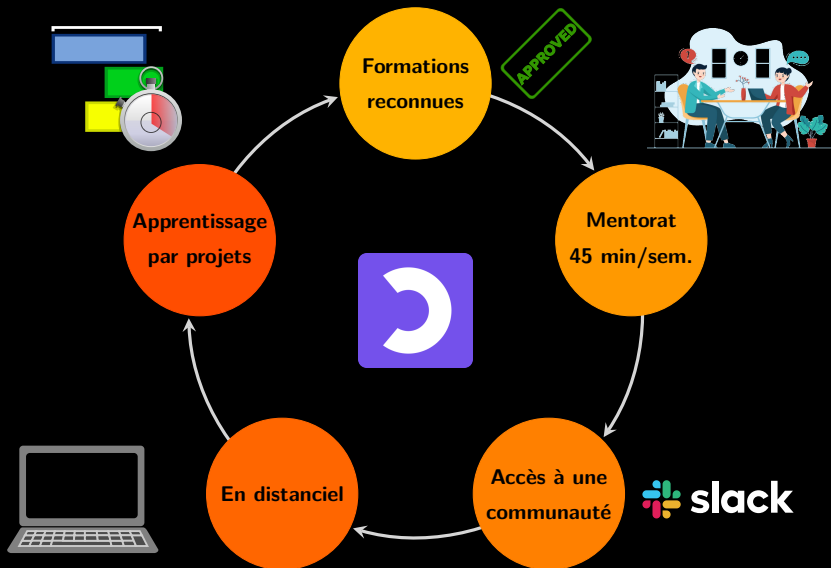 Formations
reconnues
APPROVED
Mentorat
45 min/sem.
Apprentissage
par projets
Accès à une
communauté
slack
En distanciel